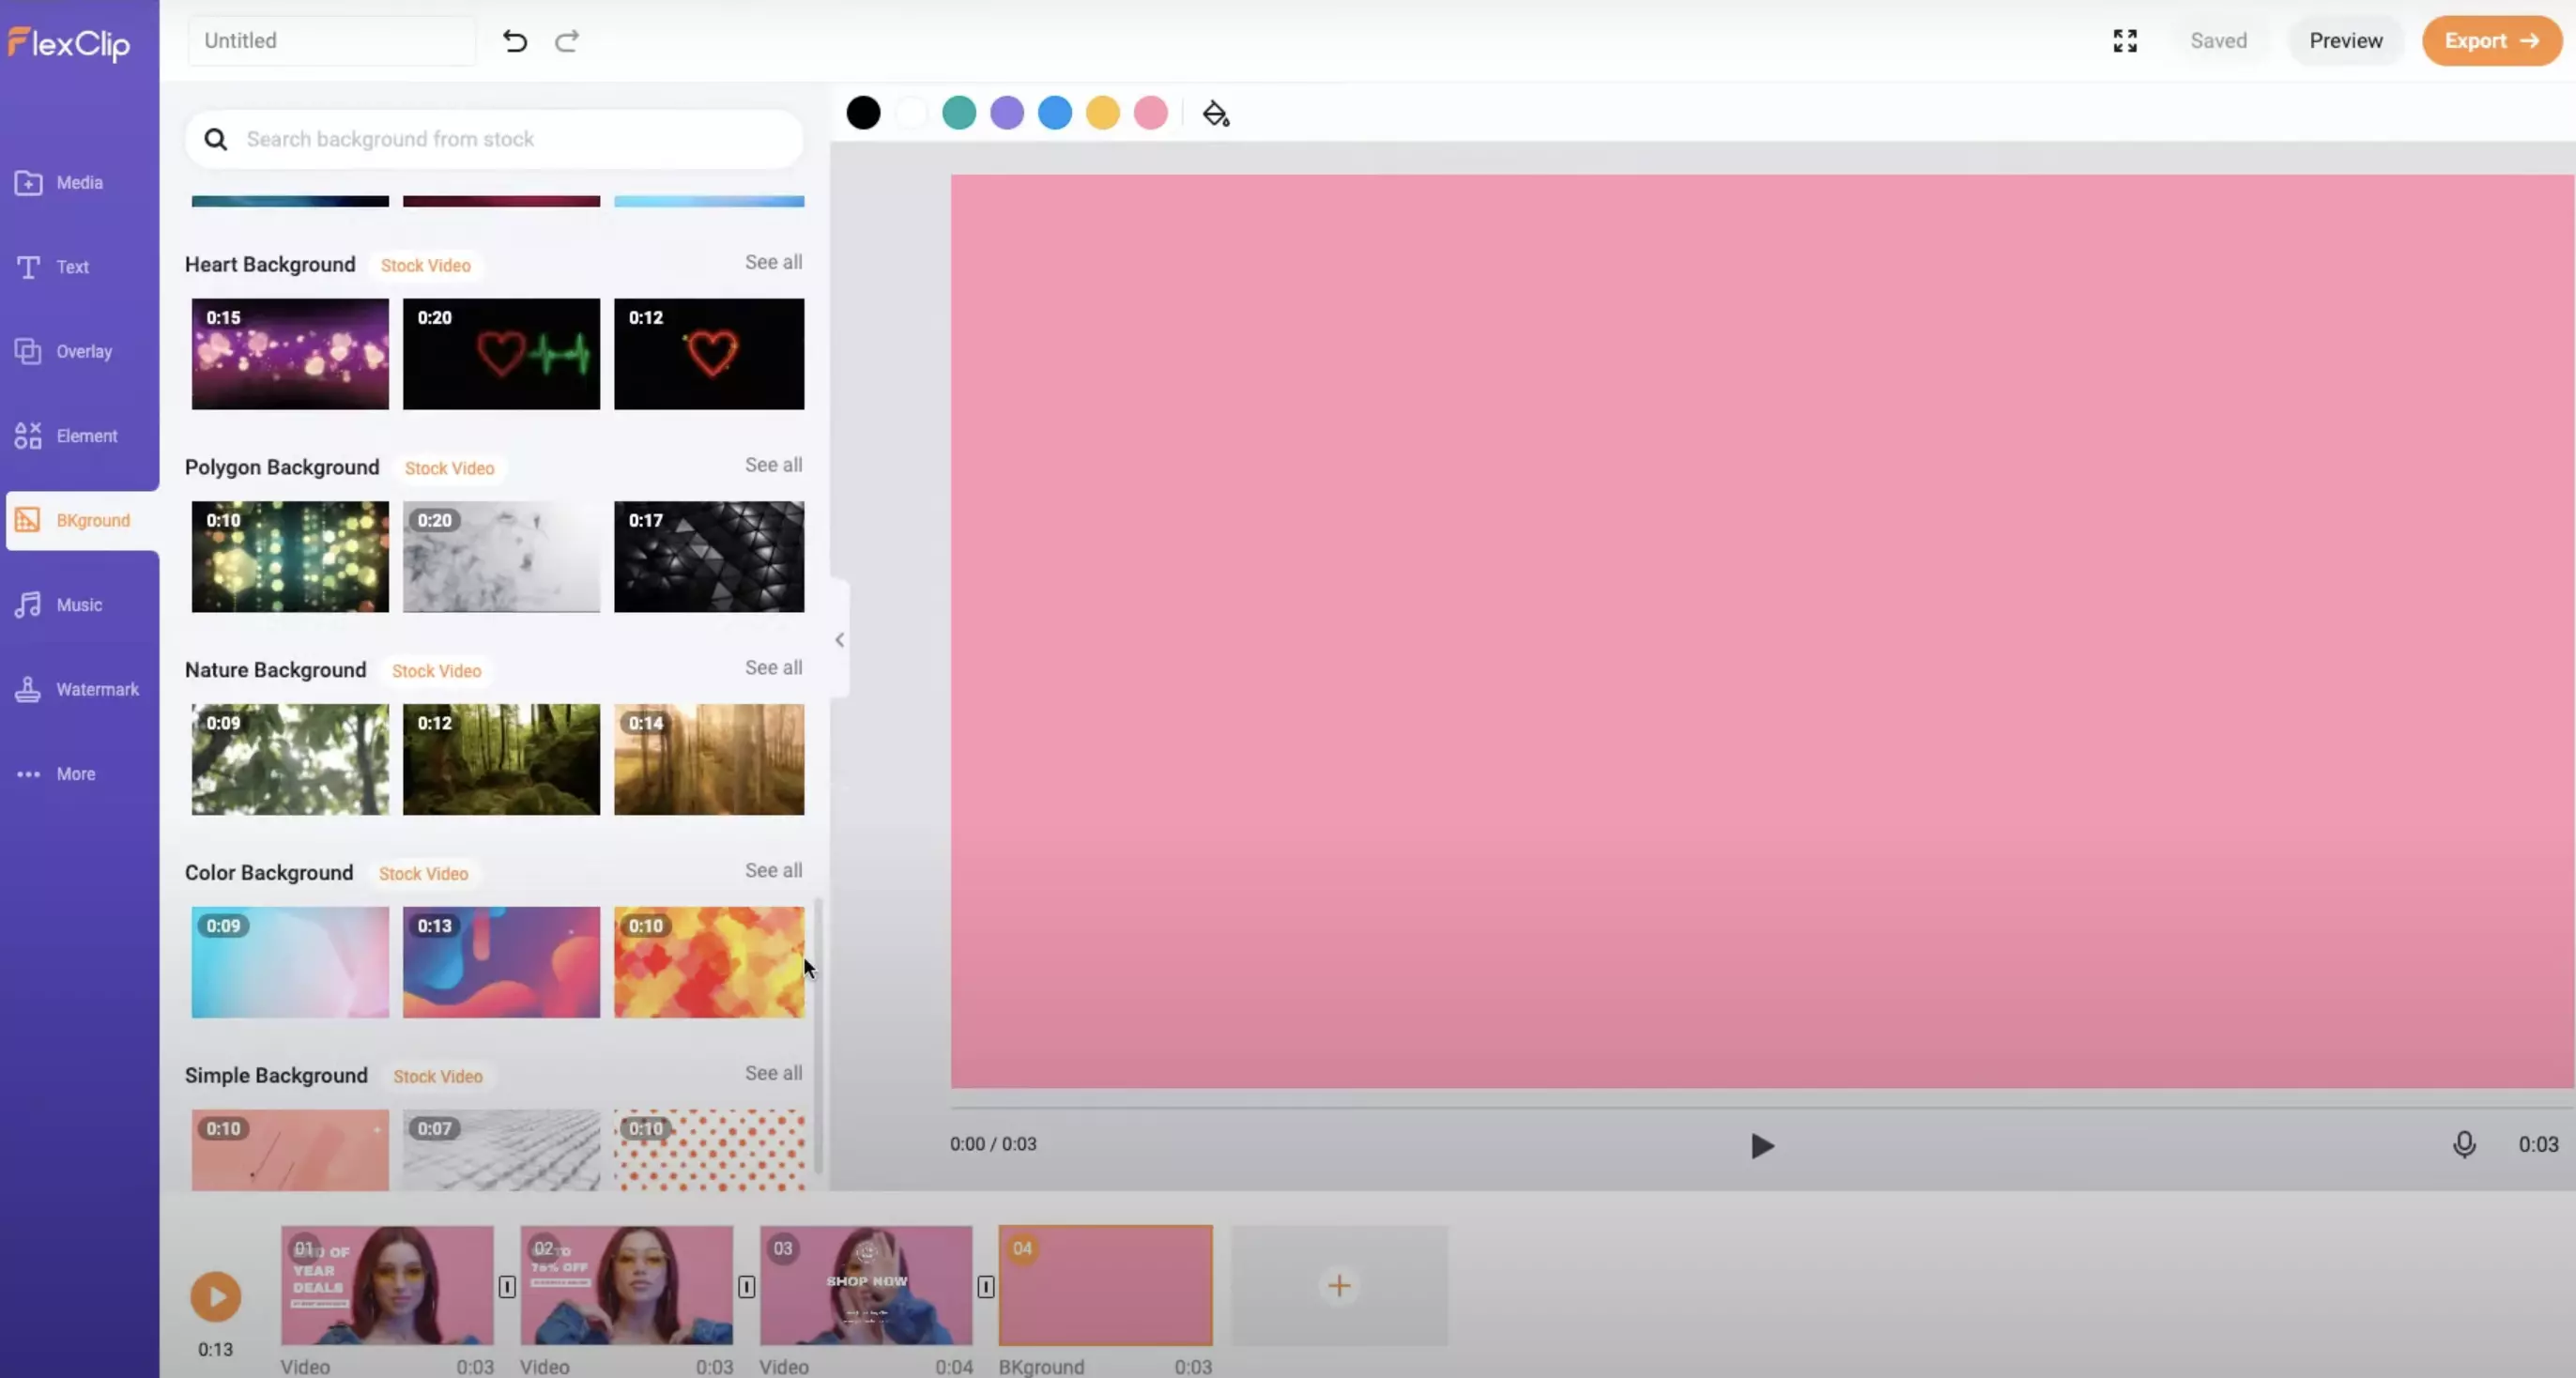 FlexClip
Untitled
Saved
Preview
Export
Search background from stock
Media
Text
Overlay
Element
BKground
Music
Watermark
More
Heart Background Stock Video See all
0:15 0:20 0:12
Polygon Background Stock Video See all
0:10 0:20 0:17
Nature Background Stock Video See all
0:09 0:12 0:14
Color Background Stock Video See all
0:09 0:13 0:10
Simple Background Stock Video See all
0:10 0:07 0:10
0:00 / 0:03
0:03
0:13
01
END OF
YEAR
DEALS
Video 0:03
02
UP TO
75% OFF
Video 0:03
03
SHOP NOW
Video 0:04
04
BKground 0:03